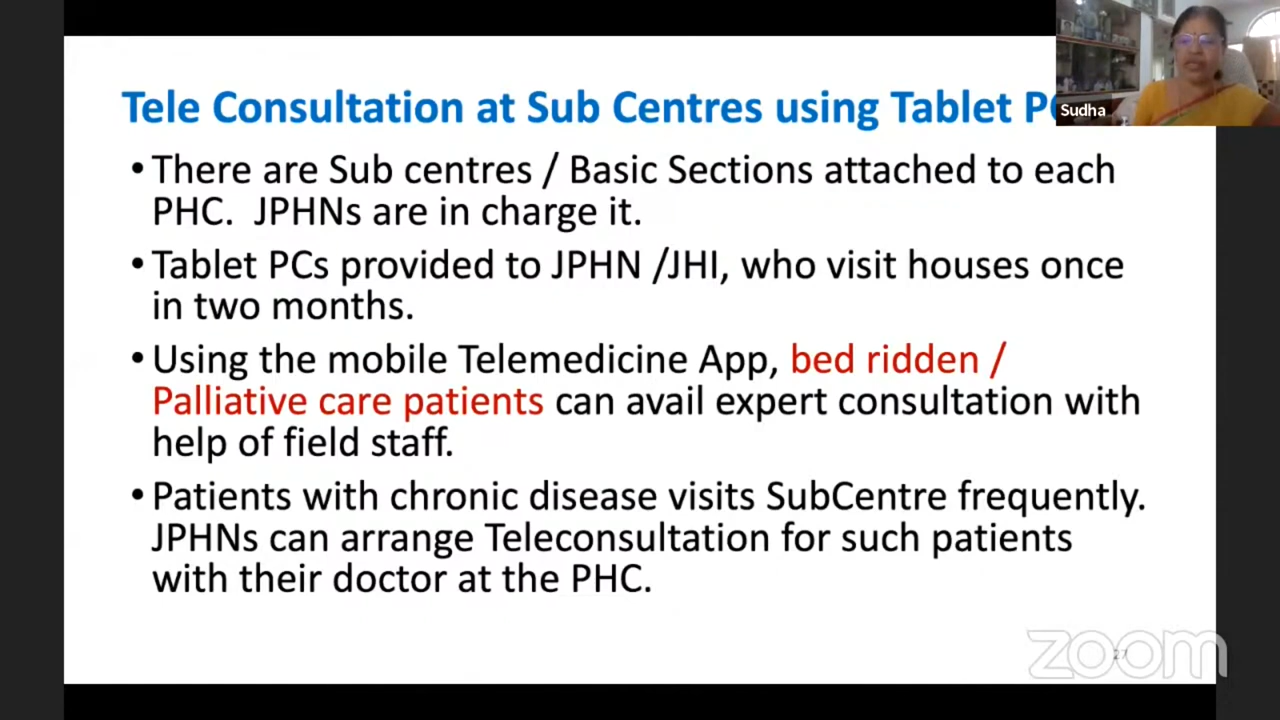 Tele Consultation at Sub Centres using Tablet
Sudha
• There are Sub centres / Basic Sections attached to each
PHC. JPHNs are in charge it.
• Tablet PCs provided to JPHN /JHI, who visit houses once
in two months.
• Using the mobile Telemedicine App, bed ridden /
Palliative care patients can avail expert consultation with
help of field staff.
• Patients with chronic disease visits SubCentre frequently.
JPHNs can arrange Teleconsultation for such patients
with their doctor at the PHC.
zoom
27